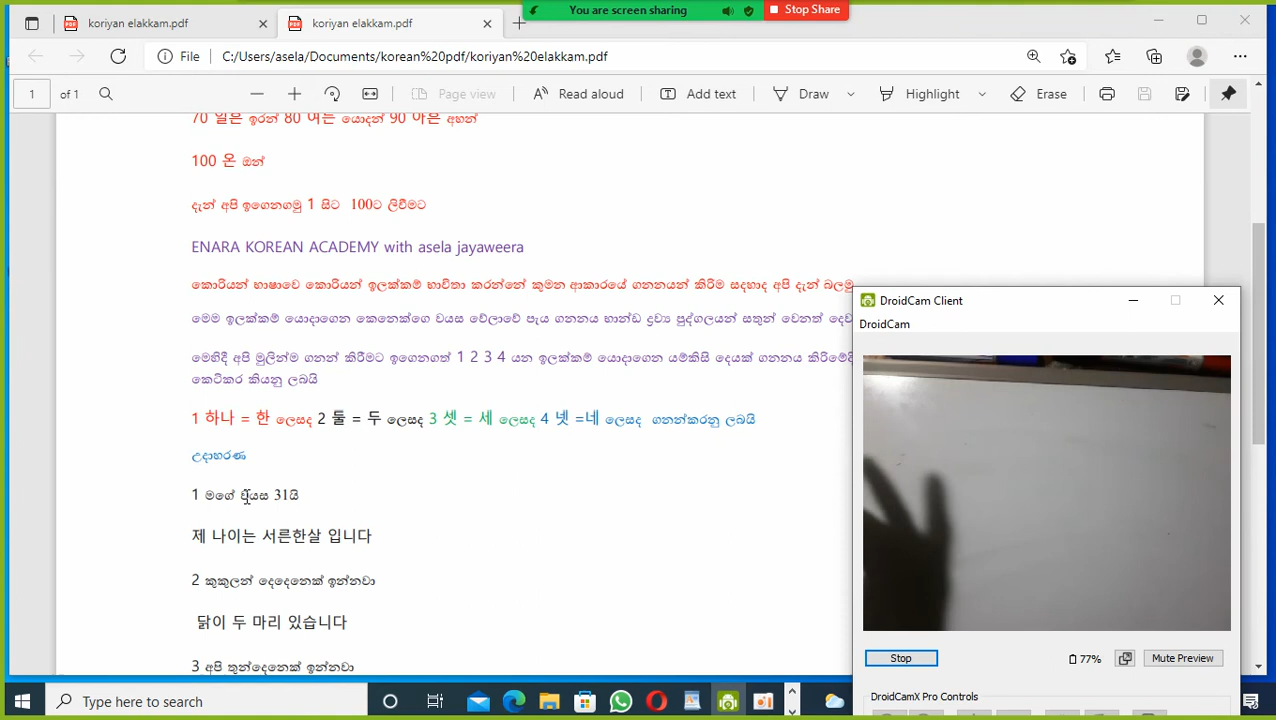 You are screen sharing
Stop Share
koriyan elakkam.pdf
koriyan elakkam.pdf
File
C:/Users/asela/Documents/korean%20pdf/koriyan%20elakkam.pdf
1 of 1
Page view
Read aloud
Add text
Draw
Highlight
Erase
70 일흔 ඉරන් 80 여든 යොදන් 90 아흔 අහන්
100 온 ඔන්
දැන් අපි ඉගෙනගමු 1 සිට 100ට ලිවීමට
ENARA KOREAN ACADEMY with asela jayaweera
කොරියන් භාෂාවෙ කොරියන් ඉලක්කම් භාවිතා කරන්නේ කුමන ආකාරයේ ගනනයන් කිරීම සදහාද අපි දැන් බලමු
මෙම ඉලක්කම් යොදාගෙන කෙනෙක්ගෙ වයස වේලාවේ පැය ගනනය භාන්ඩ ද්‍රව්‍ය පුද්ගලයන් සතුන් වෙනත් දෙව
මෙහිදී අපි මුලින්ම ගනන් කිරීමට ඉගෙනගත් 1 2 3 4 යන ඉලක්කම් යොදාගෙන යම්කිසි දෙයක් ගනනය කිරීමේදි
කෙටිකර කියනු ලබයි
1 하나 = 한 ලෙසද 2 둘 = 두 ලෙසද 3 셋 = 세 ලෙසද 4 넷 =네 ලෙසද ගනන්කරනු ලබයි
උදාහරණ
1 මගේ වයස 31යි
제 나이는 서른한살 입니다
2 කුකුලන් දෙදෙනෙක් ඉන්නවා
닭이 두 마리 있습니다
3 අපි තුන්දෙනෙක් ඉන්නවා
DroidCam Client
DroidCam
Stop
77%
Mute Preview
DroidCamX Pro Controls
Type here to search